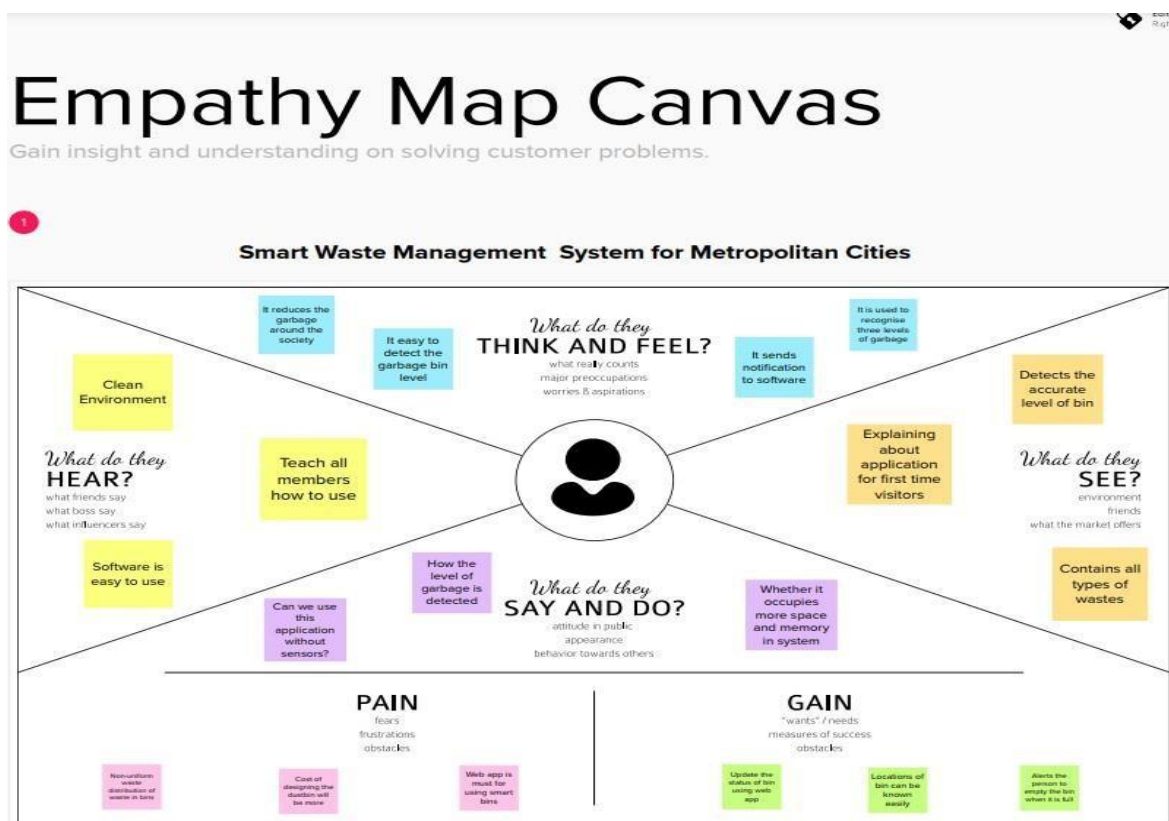 Empathy Map Canvas
Gain insight and understanding on solving customer problems.
1
Smart Waste Management System for Metropolitan Cities
It reduces the
garbage
around the
society
It easy to
detect the
garbage bin
level
What do they
THINK AND FEEL?
what really counts
major preoccupations
worries & aspirations
It sends
notification
to software
It is used to
recognise
three levels
of garbage
Clean
Environment
What do they
HEAR?
what friends say
what boss say
what influencers say
Teach all
members
how to use
Software is
easy to use
Explaining
about
application
for first time
visitors
Detects the
accurate
level of bin
What do they
SEE?
environment
friends
what the market offers
Contains all
types of
wastes
Can we use
this
application
without
sensors?
How the
level of
garbage is
detected
What do they
SAY AND DO?
attitude in public
appearance
behavior towards others
Whether it
occupies
more space
and memory
in system
PAIN
fears
frustrations
obstacles
Non-uniform
waste
distribution of
waste in bins
Cost of
designing the
dustbin will
be more
Web app is
must for
using smart
bins
GAIN
"wants" / needs
measures of success
obstacles
Update the
status of bin
using web
app
Locations of
bin can be
known
easily
Alerts the
person to
empty the bin
when it is full